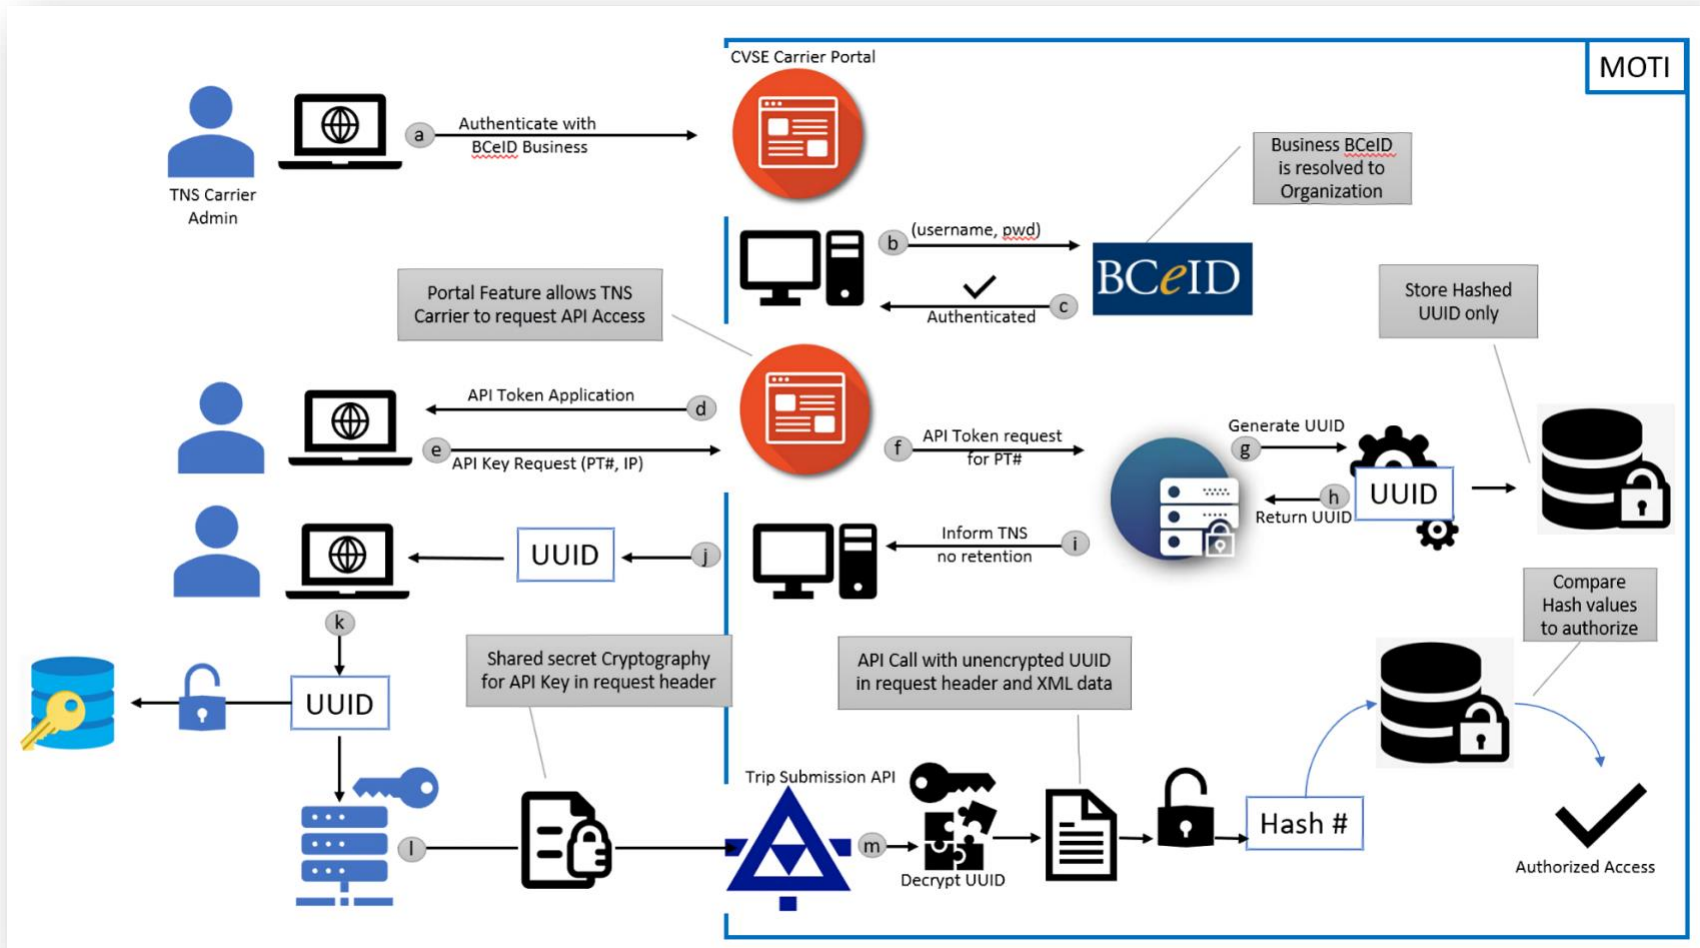 CVSE Carrier Portal
MOTI
a
Authenticate with
BCeID Business
TNS Carrier
Admin
Business BCeID
is resolved to
Organization
b
(username, pwd)
BCeID
c
Authenticated
Portal Feature allows TNS
Carrier to request API Access
Store Hashed
UUID only
API Token Application
d
e
API Key Request (PT#, IP)
f
API Token request
for PT#
Generate UUID
g
h
Return UUID
UUID
Inform TNS
no retention
i
j
UUID
k
UUID
Compare
Hash values
to authorize
Shared secret Cryptography
for API Key in request header
API Call with unencrypted UUID
in request header and XML data
Trip Submission API
l
m
Decrypt UUID
Hash #
Authorized Access